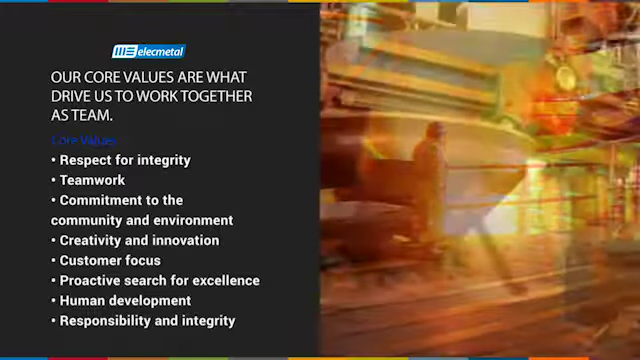 elecmetal
OUR CORE VALUES ARE WHAT
DRIVE US TO WORK TOGETHER
AS TEAM.
Core Values
• Respect for integrity
• Teamwork
• Commitment to the
community and environment
• Creativity and innovation
• Customer focus
• Proactive search for excellence
• Human development
• Responsibility and integrity